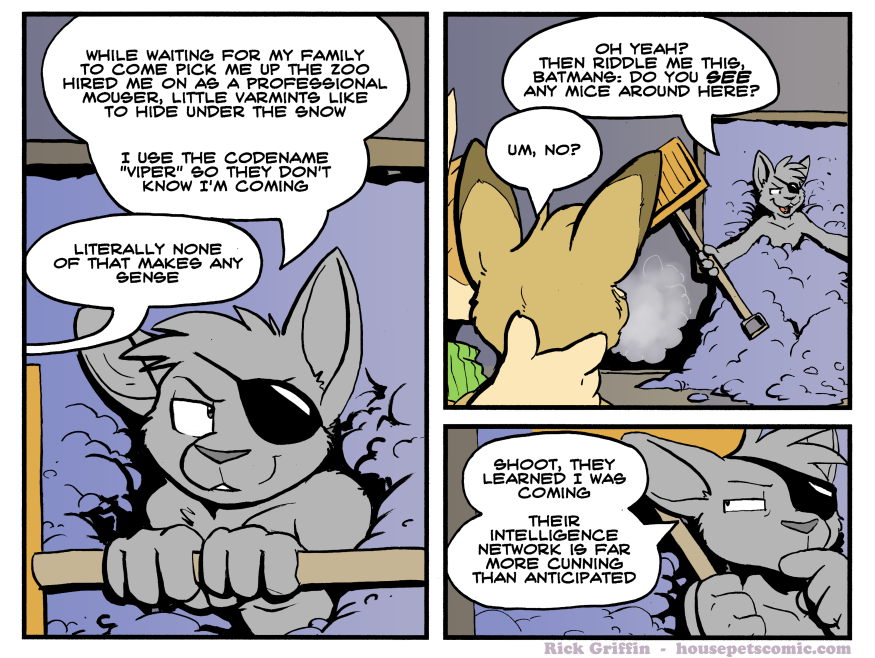 WHILE WAITING FOR MY FAMILY
TO COME PICK ME UP THE ZOO
HIRED ME ON AS A PROFESSIONAL
MOUSER, LITTLE VARMINTS LIKE
TO HIDE UNDER THE SNOW
I USE THE CODENAME
"VIPER" SO THEY DON'T
KNOW I'M COMING
LITERALLY NONE
OF THAT MAKES ANY
SENSE
OH YEAH?
THEN RIDDLE ME THIS,
BATMANS: DO YOU SEE
ANY MICE AROUND HERE?
UM, NO?
SHOOT, THEY
LEARNED I WAS
COMING
THEIR
INTELLIGENCE
NETWORK IS FAR
MORE CUNNING
THAN ANTICIPATED
Rick Griffin - housepetscomic.com